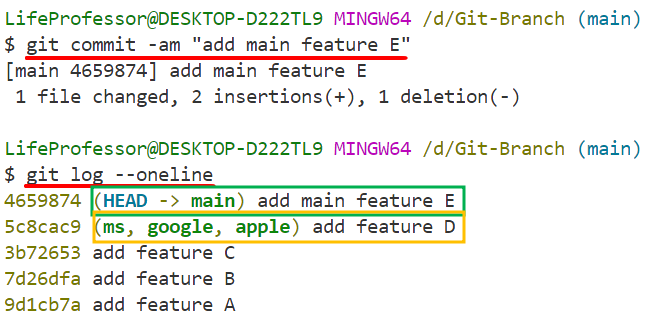 LifeProfessor@DESKTOP-D222TL9 MINGW64 /d/Git-Branch (main)
$ git commit -am "add main feature E"
[main 4659874] add main feature E
 1 file changed, 2 insertions(+), 1 deletion(-)
LifeProfessor@DESKTOP-D222TL9 MINGW64 /d/Git-Branch (main)
$ git log --oneline
4659874 (HEAD -> main) add main feature E
5c8cac9 (ms, google, apple) add feature D
3b72653 add feature C
7d26dfa add feature B
9d1cb7a add feature A